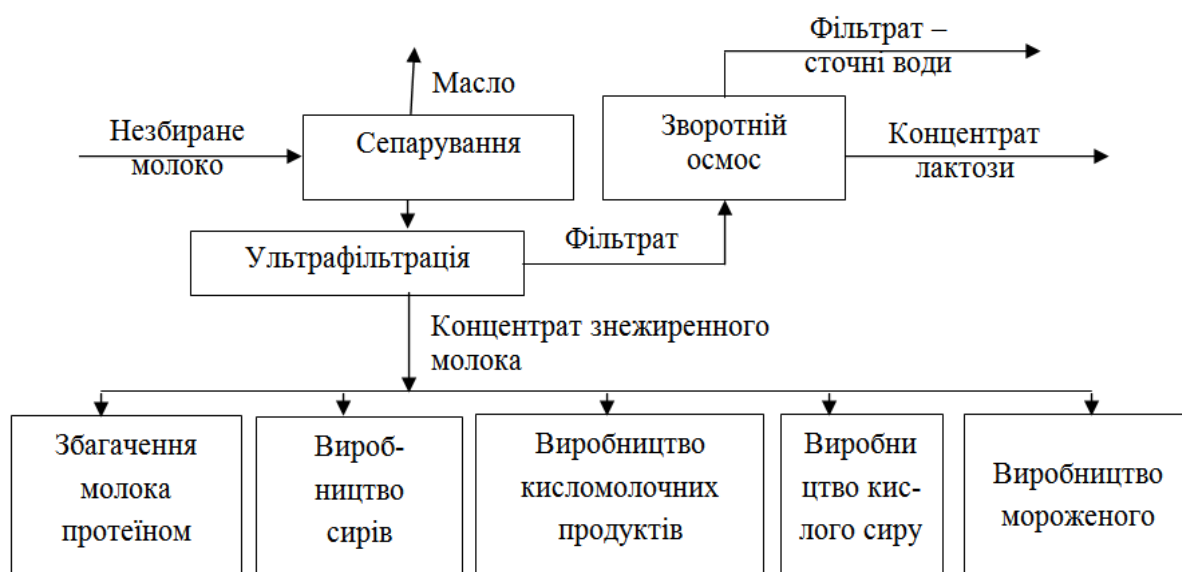 Фільтрат –
сточні води
Масло
Незбиране
молоко
Сепарування
Зворотній
осмос
Концентрат
лактози
Ультрафільтрація
Фільтрат
Концентрат знежиренного
молока
Збагачення
молока
протеїном
Вироб-
ництво
сирів
Виробництво
кисломолочних
продуктів
Виробни
цтво кис-
лого сиру
Виробництво
мороженого